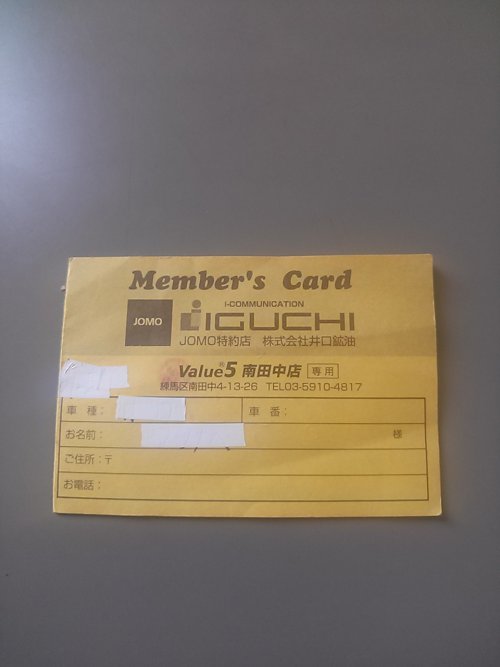 Member's Card
I-COMMUNICATION
JOMO iIGUCHI
JOMO特約店 株式会社井口鉱油
Value5 南田中店 専用
練馬区南田中4-13-26 TEL03-5910-4817
車種： 車番：
お名前： 様
ご住所：〒
お電話：